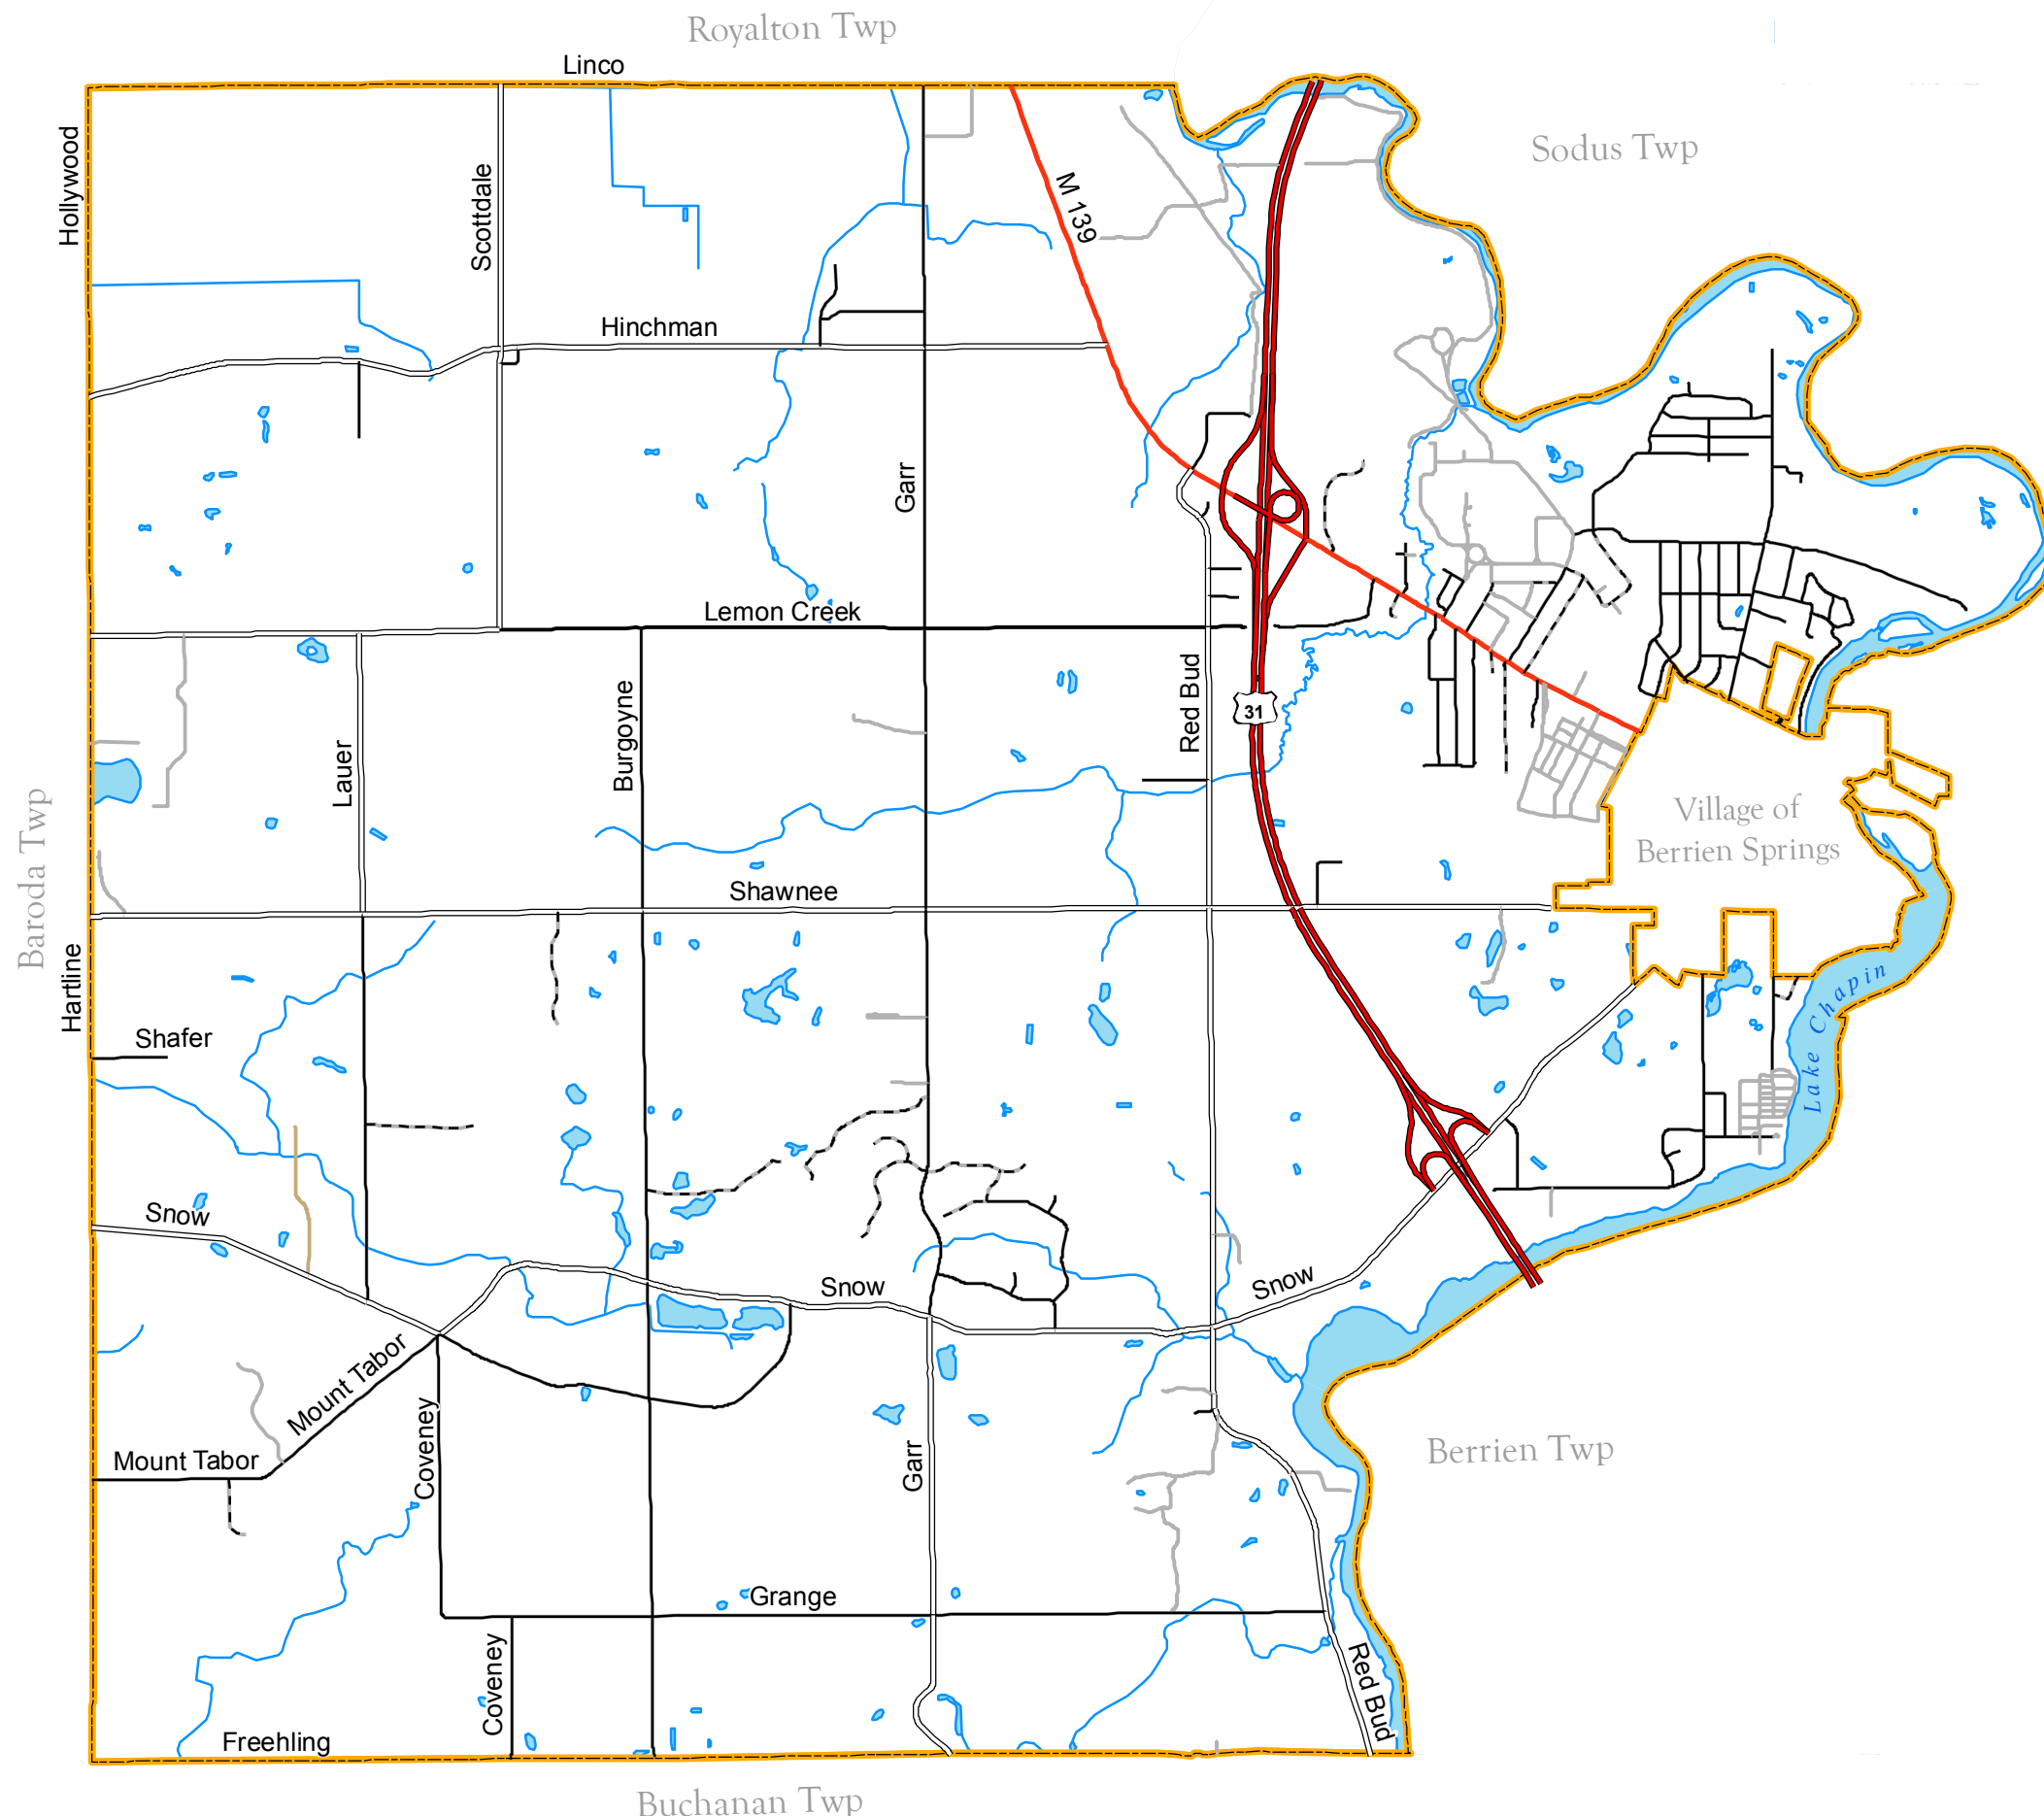 Royalton Twp
Linco
Sodus Twp
Hollywood
Scottdale
M 139
Hinchman
Garr
Lemon Creek
Red Bud
Burgoyne
31
Lauer
Village of
Berrien Springs
Baroda Twp
Shawnee
Hartline
Lake Chapin
Shafer
Snow
Snow
Snow
Mount Tabor
Mount Tabor
Coveney
Garr
Berrien Twp
Grange
Coveney
Red Bud
Freehling
Buchanan Twp